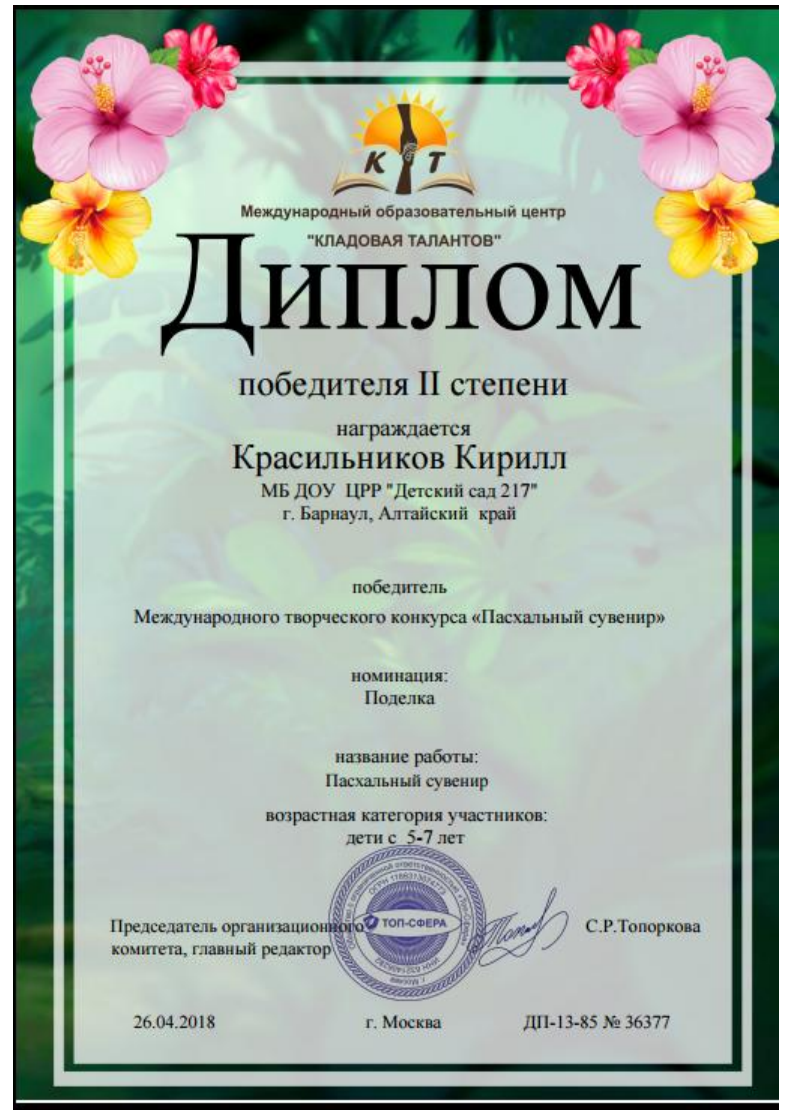 К Т
Международный образовательный центр
"КЛАДОВАЯ ТАЛАНТОВ"
Диплом
победителя II степени
награждается
Красильников Кирилл
МБ ДОУ ЦРР "Детский сад 217"
г. Барнаул, Алтайский край
победитель
Международного творческого конкурса «Пасхальный сувенир»
номинация:
Поделка
название работы:
Пасхальный сувенир
возрастная категория участников:
дети с 5-7 лет
Председатель организационного
комитета, главный редактор
ТОП-СФЕРА
г. Москва
С.Р.Топоркова
26.04.2018 г. Москва ДП-13-85 № 36377